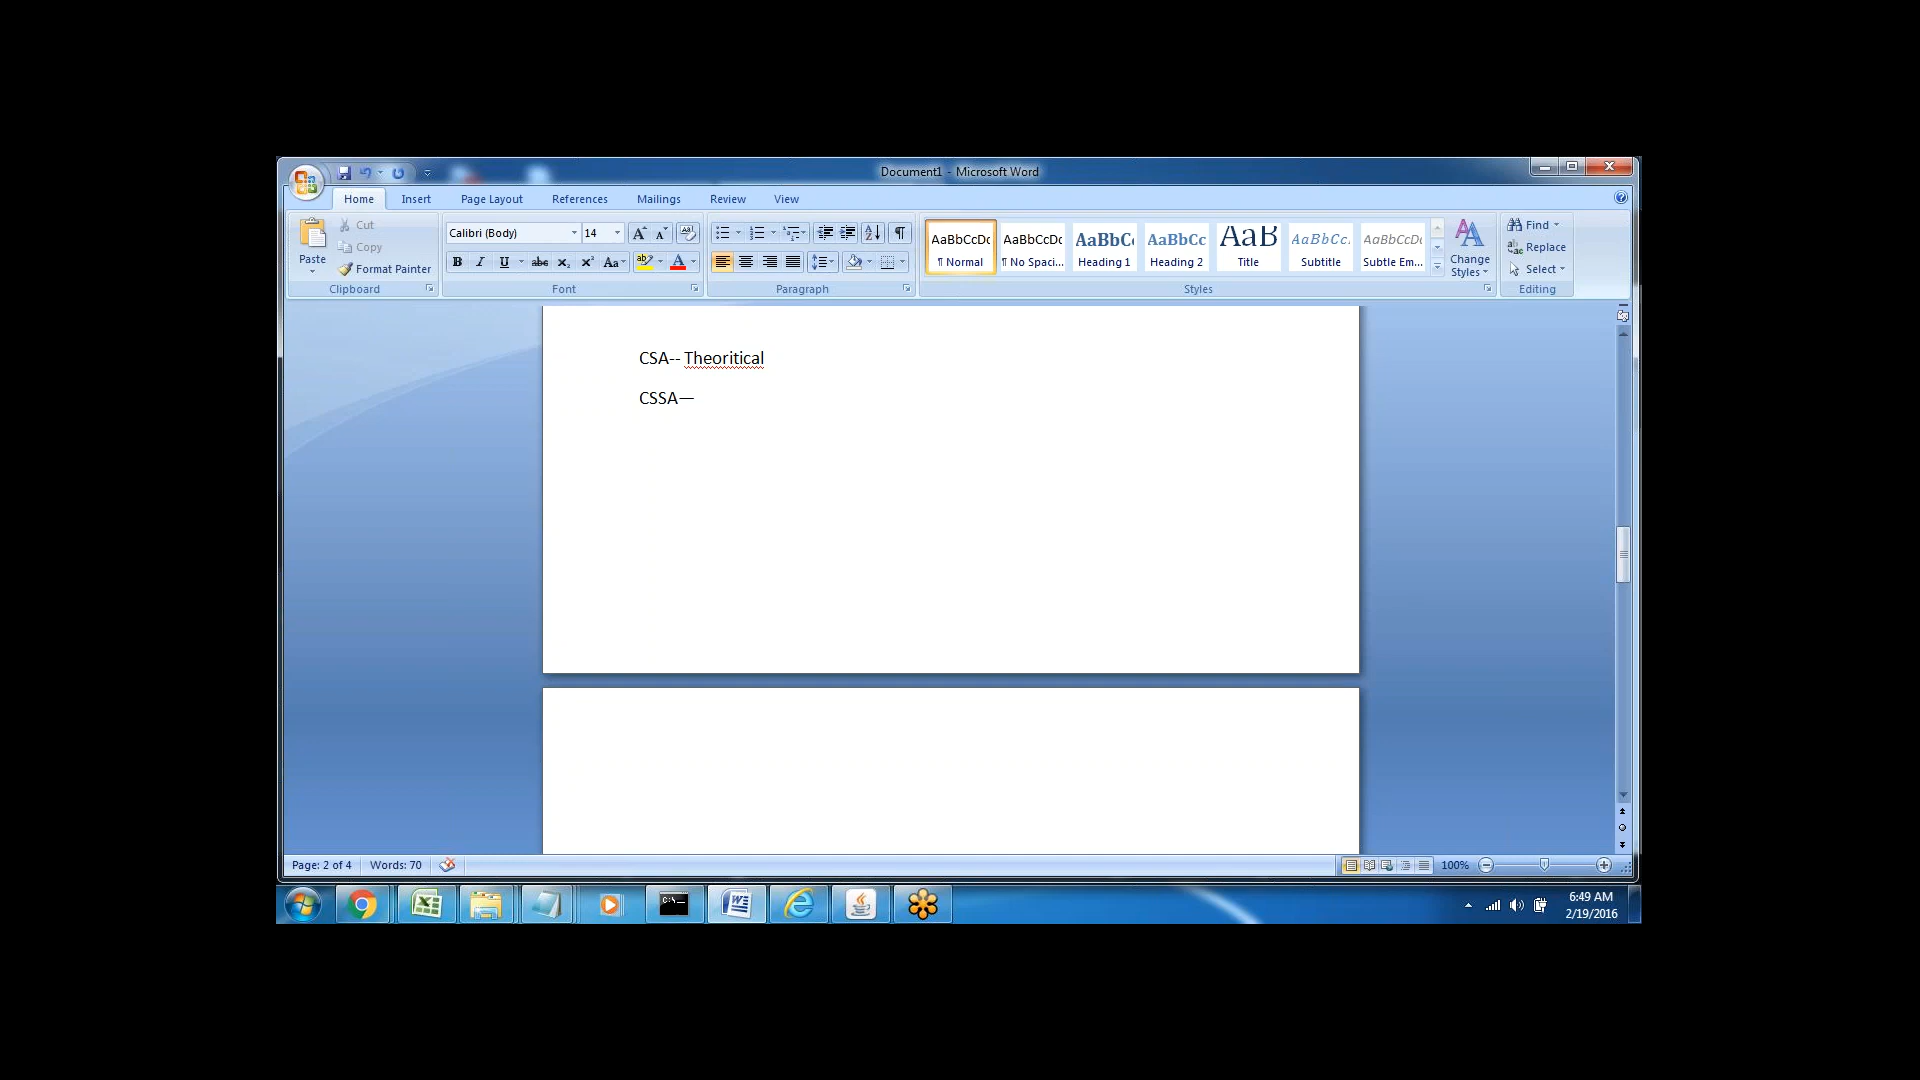 Document1 - Microsoft Word
Home Insert Page Layout References Mailings Review View
Paste
Cut
Copy
Format Painter
Clipboard
Calibri (Body) 14
Font
Paragraph
AaBbCcDc AaBbCcDc AaBbC AaBbCc AaB AaBbCc. AaBbCcDc
¶ Normal ¶ No Spaci... Heading 1 Heading 2 Title Subtitle Subtle Em...
Change
Styles
Styles
Find
Replace
Select
Editing
CSA-- Theoritical
CSSA—
Page: 2 of 4 Words: 70 100%
6:49 AM
2/19/2016